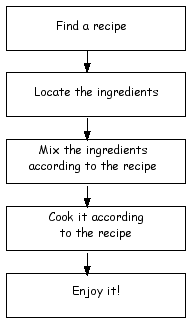 Find a recipe
Locate the ingredients
Mix the ingredients
according to the recipe
Cook it according
to the recipe
Enjoy it!